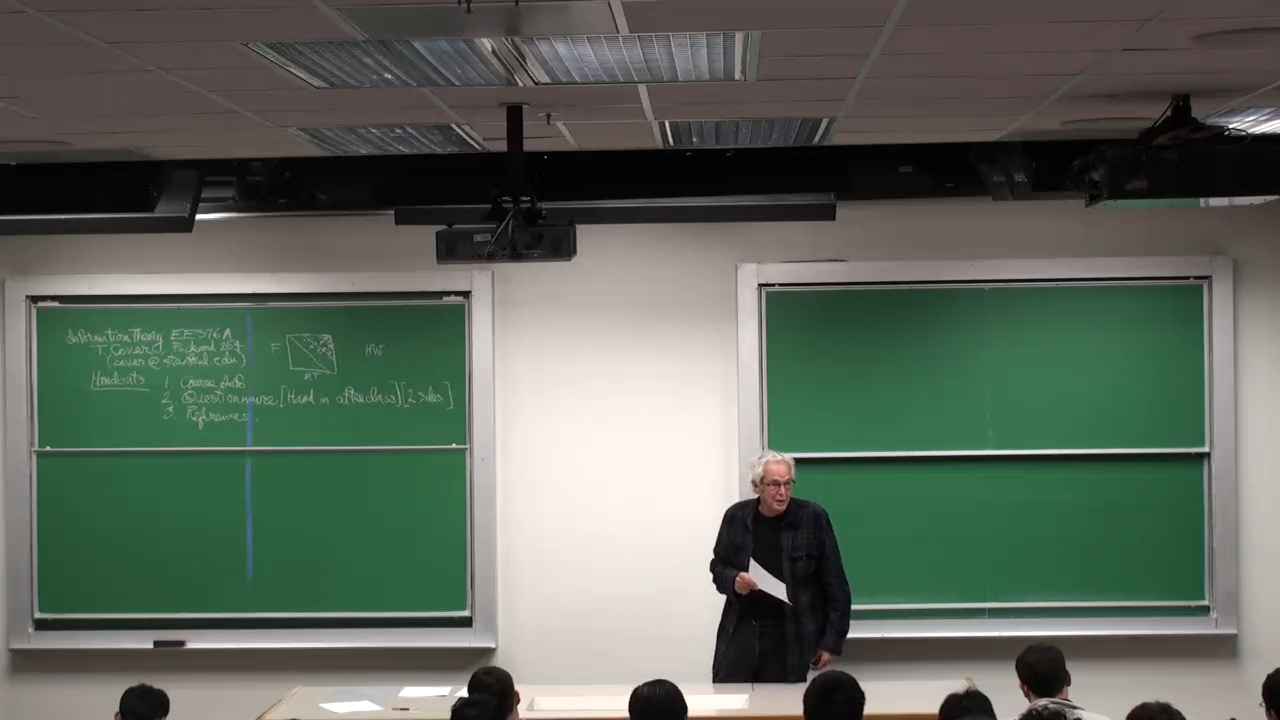 Information Theory EE376A
T. Cover, Packard 254
(cover@stanford.edu)
Handouts 1. Course Info
2. Questionnaire [Hand in after class] [2 sides]
3. References.
F
MT
HW